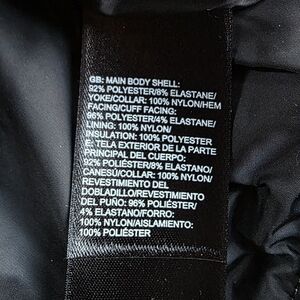 GB: MAIN BODY SHELL:
92% POLYESTER/8% ELASTANE/
YOKE/COLLAR: 100% NYLON/HEM
FACING/CUFF FACING:
96% POLYESTER/4% ELASTANE/
LINING: 100% NYLON/
INSULATION: 100% POLYESTER
E: TELA EXTERIOR DE LA PARTE
PRINCIPAL DEL CUERPO:
92% POLIÉSTER/8% ELASTANO/
CANESÚ/COLLAR: 100% NYLON/
REVESTIMIENTO DEL
DOBLADILLO/REVESTIMIENTO
DEL PUÑO: 96% POLIÉSTER/
4% ELASTANO/FORRO:
100% NYLON/AISLAMIENTO:
100% POLIÉSTER